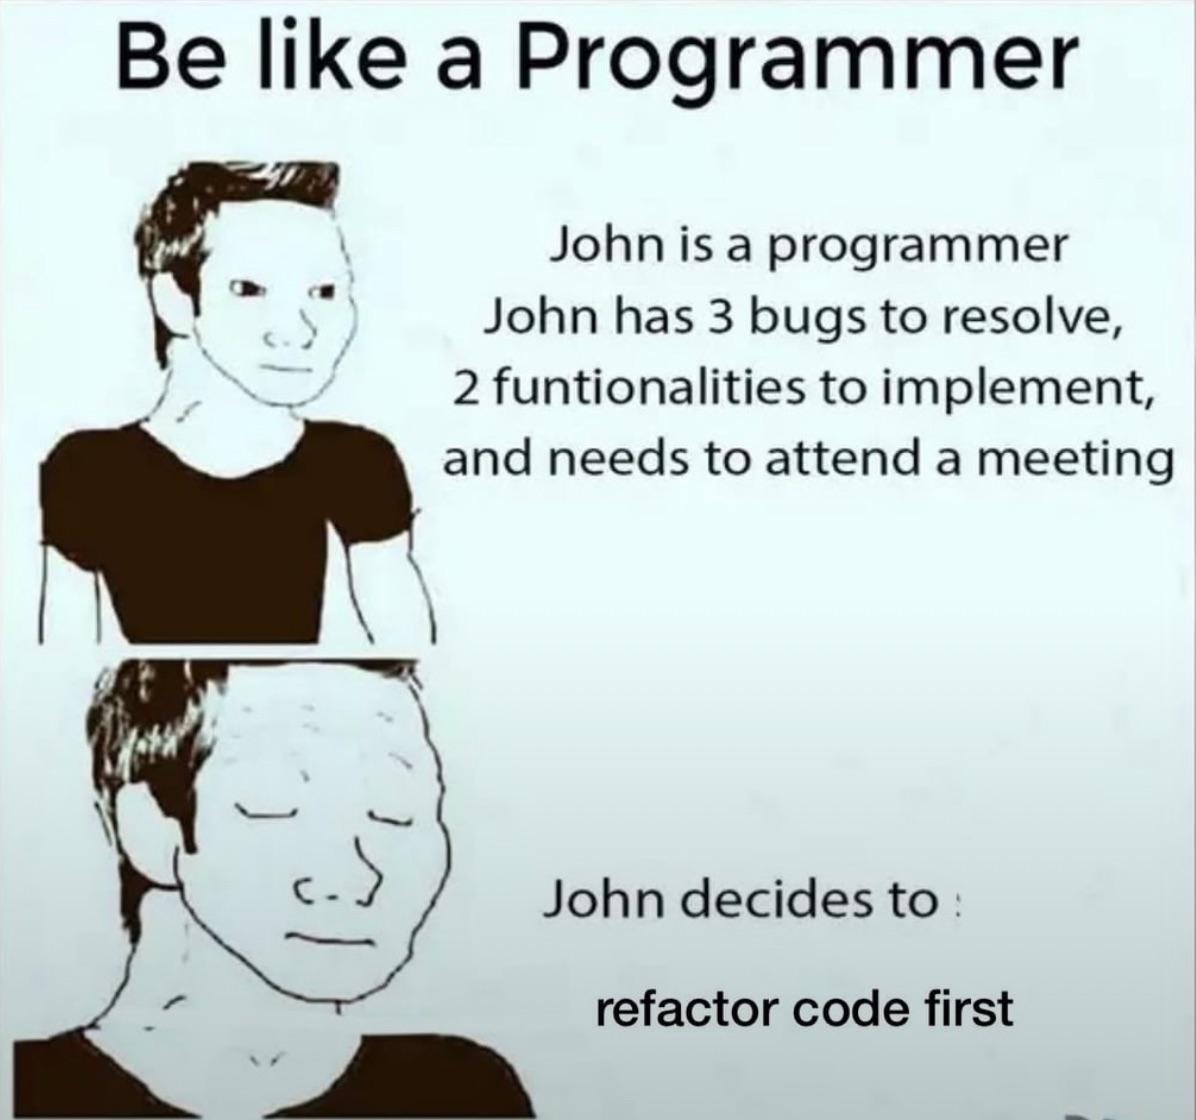 Be like a Programmer
John is a programmer
John has 3 bugs to resolve,
2 funtionalities to implement,
and needs to attend a meeting
John decides to :
refactor code first